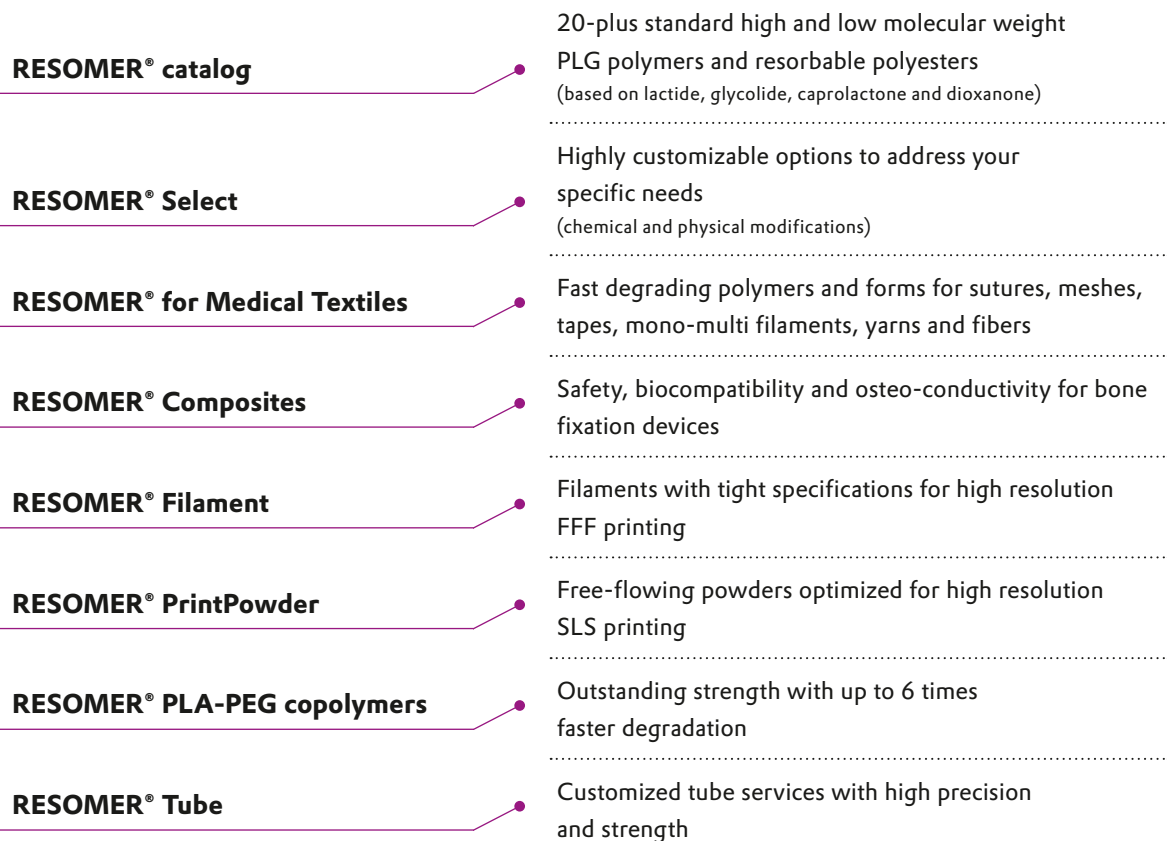 RESOMER® catalog
20-plus standard high and low molecular weight
PLG polymers and resorbable polyesters
(based on lactide, glycolide, caprolactone and dioxanone)
RESOMER® Select
Highly customizable options to address your
specific needs
(chemical and physical modifications)
RESOMER® for Medical Textiles
Fast degrading polymers and forms for sutures, meshes,
tapes, mono-multi filaments, yarns and fibers
RESOMER® Composites
Safety, biocompatibility and osteo-conductivity for bone
fixation devices
RESOMER® Filament
Filaments with tight specifications for high resolution
FFF printing
RESOMER® PrintPowder
Free-flowing powders optimized for high resolution
SLS printing
RESOMER® PLA-PEG copolymers
Outstanding strength with up to 6 times
faster degradation
RESOMER® Tube
Customized tube services with high precision
and strength